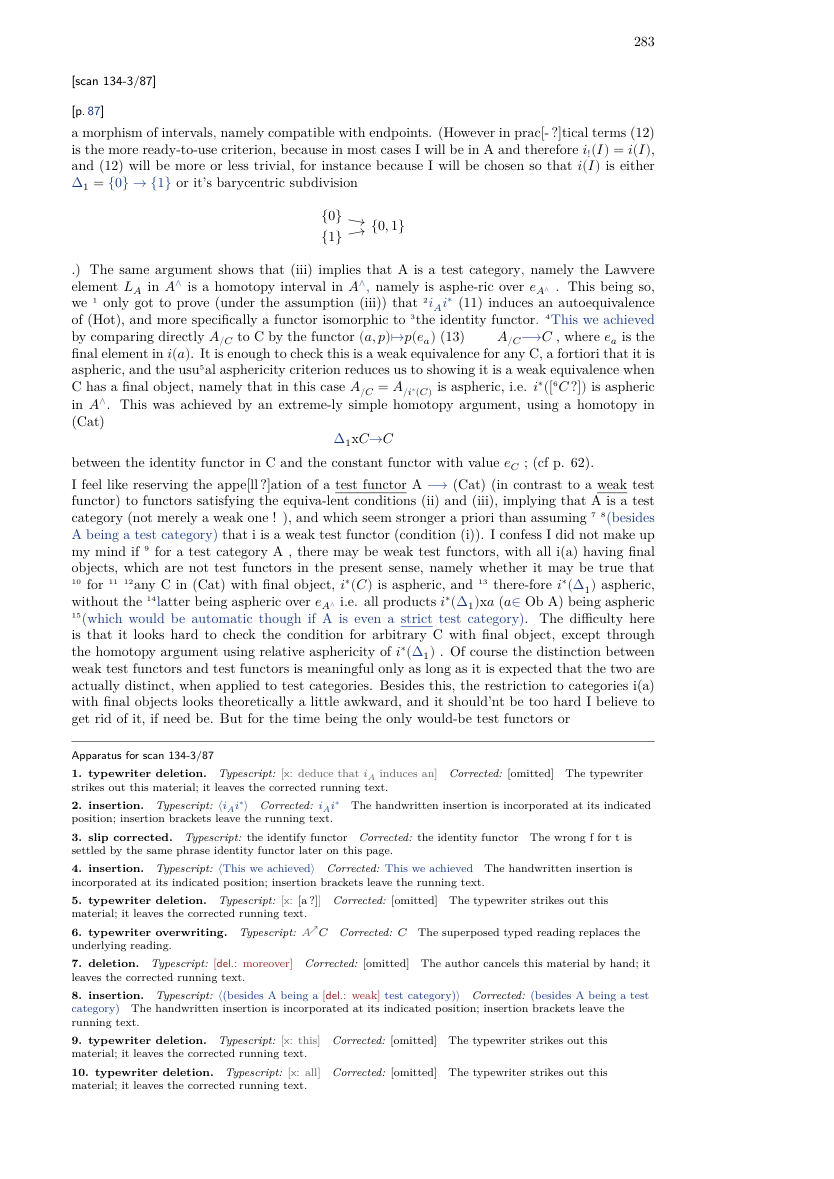 283
[scan 134-3/87]
[p. 87]
a morphism of intervals, namely compatible with endpoints. (However in prac[- ?]tical terms (12)
is the more ready-to-use criterion, because in most cases I will be in A and therefore i_!(I) = i(I),
and (12) will be more or less trivial, for instance because I will be chosen so that i(I) is either
Δ₁ = {0} → {1} or it's barycentric subdivision
{0}
{1} → → {0, 1}
.) The same argument shows that (iii) implies that A is a test category, namely the Lawvere
element L_A in A^∧ is a homotopy interval in A^∧, namely is asphe-ric over e_{A^∧} . This being so,
we ¹ only got to prove (under the assumption (iii)) that ²i_A i* (11) induces an autoequivalence
of (Hot), and more specifically a functor isomorphic to ³the identity functor. ⁴This we achieved
by comparing directly A_{/C} to C by the functor (a, p)↦p(e_a) (13) A_{/C}⟶C , where e_a is the
final element in i(a). It is enough to check this is a weak equivalence for any C, a fortiori that it is
aspheric, and the usu⁵al asphericity criterion reduces us to showing it is a weak equivalence when
C has a final object, namely that in this case A_{/C} = A_{/i*(C)} is aspheric, i.e. i*([⁶C ?]) is aspheric
in A^∧. This was achieved by an extreme-ly simple homotopy argument, using a homotopy in
(Cat)
Δ₁xC→C
between the identity functor in C and the constant functor with value e_C ; (cf p. 62).
I feel like reserving the appe[ll ?]ation of a test functor A ⟶ (Cat) (in contrast to a weak test
functor) to functors satisfying the equiva-lent conditions (ii) and (iii), implying that A is a test
category (not merely a weak one ! ), and which seem stronger a priori than assuming ⁷ ⁸(besides
A being a test category) that i is a weak test functor (condition (i)). I confess I did not make up
my mind if ⁹ for a test category A , there may be weak test functors, with all i(a) having final
objects, which are not test functors in the present sense, namely whether it may be true that
¹⁰ for ¹¹ ¹²any C in (Cat) with final object, i*(C) is aspheric, and ¹³ there-fore i*(Δ₁) aspheric,
without the ¹⁴latter being aspheric over e_{A^∧} i.e. all products i*(Δ₁)xa (a∈ Ob A) being aspheric
¹⁵(which would be automatic though if A is even a strict test category). The difficulty here
is that it looks hard to check the condition for arbitrary C with final object, except through
the homotopy argument using relative asphericity of i*(Δ₁) . Of course the distinction between
weak test functors and test functors is meaningful only as long as it is expected that the two are
actually distinct, when applied to test categories. Besides this, the restriction to categories i(a)
with final objects looks theoretically a little awkward, and it should'nt be too hard I believe to
get rid of it, if need be. But for the time being the only would-be test functors or
Apparatus for scan 134-3/87
1. typewriter deletion. Typescript: [x: deduce that i_A induces an] Corrected: [omitted] The typewriter
strikes out this material; it leaves the corrected running text.
2. insertion. Typescript: ⟨i_A i*⟩ Corrected: i_A i* The handwritten insertion is incorporated at its indicated
position; insertion brackets leave the running text.
3. slip corrected. Typescript: the identify functor Corrected: the identity functor The wrong f for t is
settled by the same phrase identity functor later on this page.
4. insertion. Typescript: ⟨This we achieved⟩ Corrected: This we achieved The handwritten insertion is
incorporated at its indicated position; insertion brackets leave the running text.
5. typewriter deletion. Typescript: [x: [a ?]] Corrected: [omitted] The typewriter strikes out this
material; it leaves the corrected running text.
6. typewriter overwriting. Typescript: A↗C Corrected: C The superposed typed reading replaces the
underlying reading.
7. deletion. Typescript: [del.: moreover] Corrected: [omitted] The author cancels this material by hand; it
leaves the corrected running text.
8. insertion. Typescript: ⟨(besides A being a [del.: weak] test category)⟩ Corrected: (besides A being a test
category) The handwritten insertion is incorporated at its indicated position; insertion brackets leave the
running text.
9. typewriter deletion. Typescript: [x: this] Corrected: [omitted] The typewriter strikes out this
material; it leaves the corrected running text.
10. typewriter deletion. Typescript: [x: all] Corrected: [omitted] The typewriter strikes out this
material; it leaves the corrected running text.